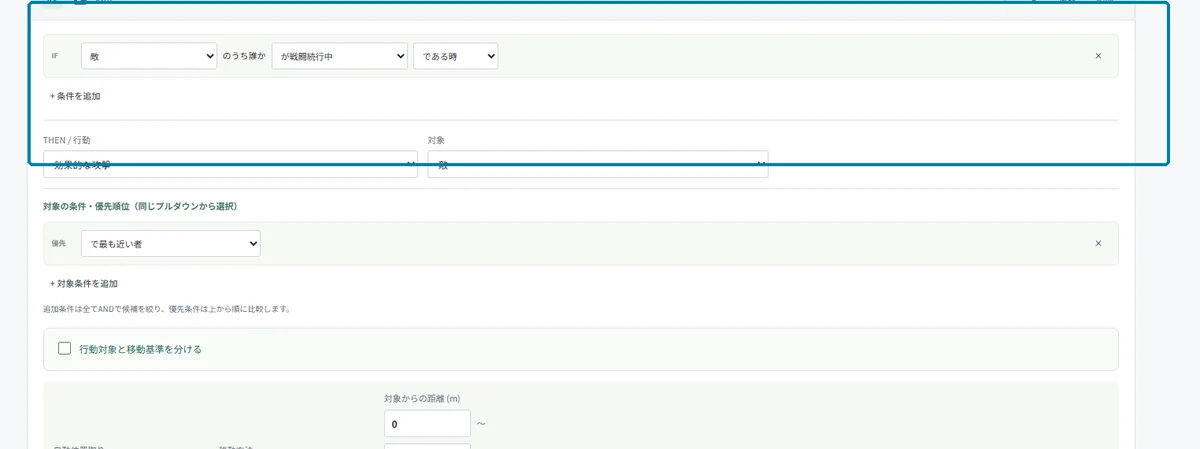 IF 敵 のうち誰か が戦闘続行中 である時 ×
+ 条件を追加
THEN / 行動 対象
効果的な攻撃 敵
対象の条件・優先順位（同じプルダウンから選択）
優先 で最も近い者 ×
+ 対象条件を追加
追加条件は全てANDで候補を絞り、優先条件は上から順に比較します。
行動対象と移動基準を分ける
対象からの距離 (m)
0 ～